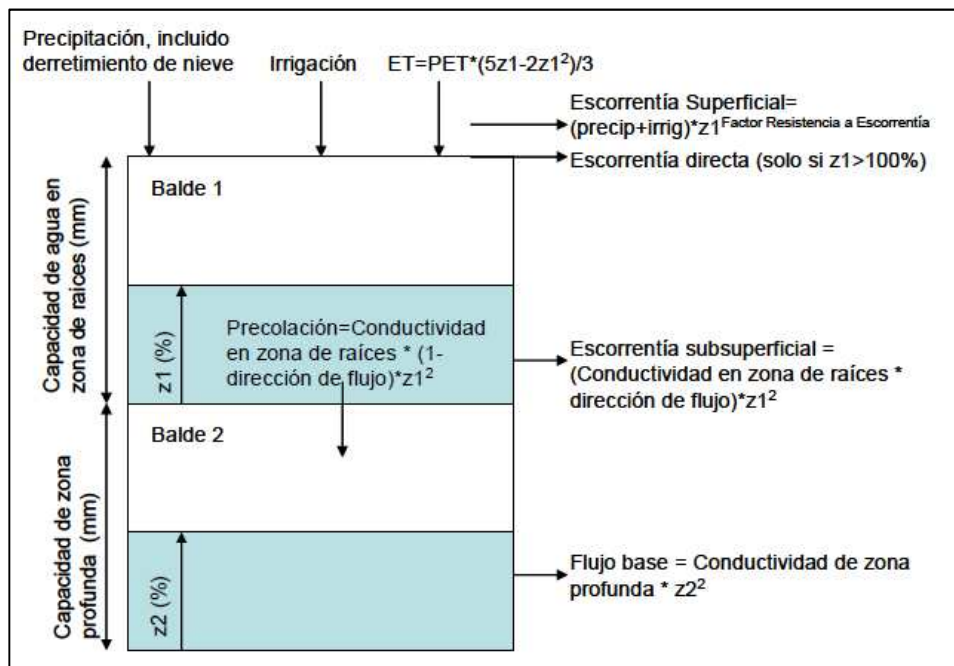 Precipitación, incluido
derretimiento de nieve
Irrigación
ET=PET*(5z1-2z1²)/3
Escorrentía Superficial=
(precip+irrig)*z1^Factor Resistencia a Escorrentía
Escorrentía directa (solo si z1>100%)
Capacidad de agua en
zona de raices (mm)
Balde 1
z1 (%)
Precolación=Conductividad
en zona de raíces * (1-
dirección de flujo)*z1²
Escorrentía subsuperficial =
(Conductividad en zona de raíces *
dirección de flujo)*z1²
Capacidad de zona
profunda (mm)
Balde 2
z2 (%)
Flujo base = Conductividad de zona
profunda * z2²